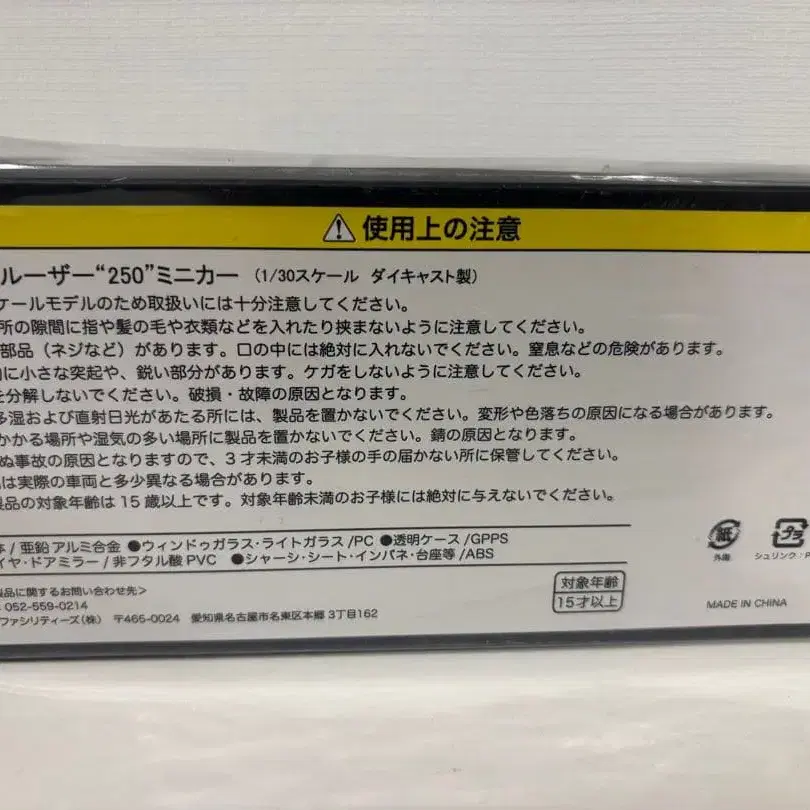 使用上の注意
ルーザー“250”ミニカー (1/30スケール ダイキャスト製)
ケールモデルのため取扱いには十分注意してください。
所の隙間に指や髪の毛や衣類などを入れたり挟まないように注意してください。
部品（ネジなど）があります。口の中には絶対に入れないでください。窒息などの危険があります。
に小さな突起や、鋭い部分があります。ケガをしないように注意してください。
を分解しないでください。破損・故障の原因となります。
多湿および直射日光があたる所には、製品を置かないでください。変形や色落ちの原因になる場合があります。
かかる場所や湿気の多い場所に製品を置かないでください。錆の原因となります。
ぬ事故の原因となりますので、3才未満のお子様の手の届かない所に保管してください。
は実際の車両と多少異なる場合があります。
製品の対象年齢は15歳以上です。対象年齢未満のお子様には絶対に与えないでください。
/亜鉛アルミ合金 ●ウィンドゥガラス・ライトガラス/PC ●透明ケース/GPPS
イヤ・ドアミラー/非フタル酸PVC ●シャーシ・シート・インパネ・台座等/ABS
製品に関するお問い合わせ先>
052-559-0214
ファシリティーズ(株) 〒465-0024 愛知県名古屋市名東区本郷3丁目162
対象年齢
15才以上
紙
外箱
プラ
シュリンク：P
MADE IN CHINA